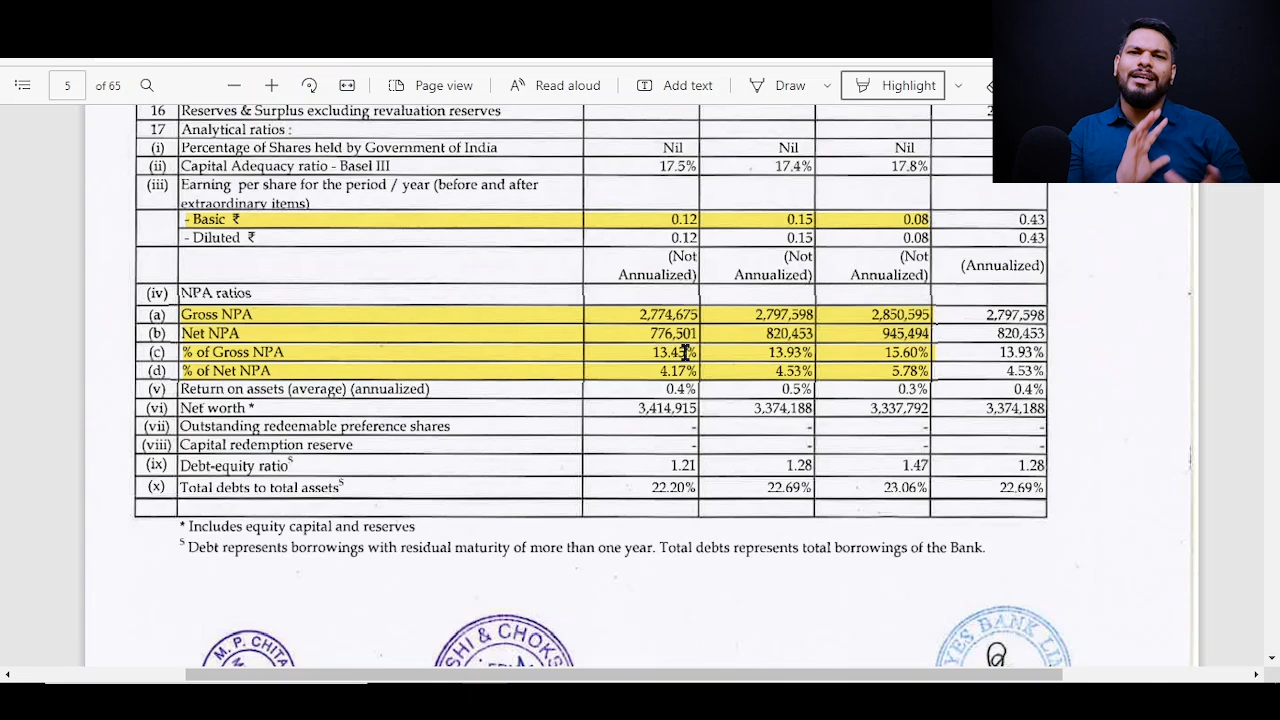 5 of 65 Page view Read aloud Add text Draw Highlight
16 Reserves & Surplus excluding revaluation reserves
17 Analytical ratios :
(i) Percentage of Shares held by Government of India Nil Nil Nil
(ii) Capital Adequacy ratio - Basel III 17.5% 17.4% 17.8%
(iii) Earning per share for the period / year (before and after
extraordinary items)
- Basic ₹ 0.12 0.15 0.08 0.43
- Diluted ₹ 0.12 0.15 0.08 0.43
(Not (Not (Not
Annualized) Annualized) Annualized) (Annualized)
(iv) NPA ratios
(a) Gross NPA 2,774,675 2,797,598 2,850,595 2,797,598
(b) Net NPA 776,501 820,453 945,494 820,453
(c) % of Gross NPA 13.45% 13.93% 15.60% 13.93%
(d) % of Net NPA 4.17% 4.53% 5.78% 4.53%
(v) Return on assets (average) (annualized) 0.4% 0.5% 0.3% 0.4%
(vi) Net worth * 3,414,915 3,374,188 3,337,792 3,374,188
(vii) Outstanding redeemable preference shares - - - -
(viii) Capital redemption reserve - - - -
(ix) Debt-equity ratio$ 1.21 1.28 1.47 1.28
(x) Total debts to total assets$ 22.20% 22.69% 23.06% 22.69%
* Includes equity capital and reserves
$ Debt represents borrowings with residual maturity of more than one year. Total debts represents total borrowings of the Bank.
M. P. CHITA
SHI & CHOKS
YES BANK LIM